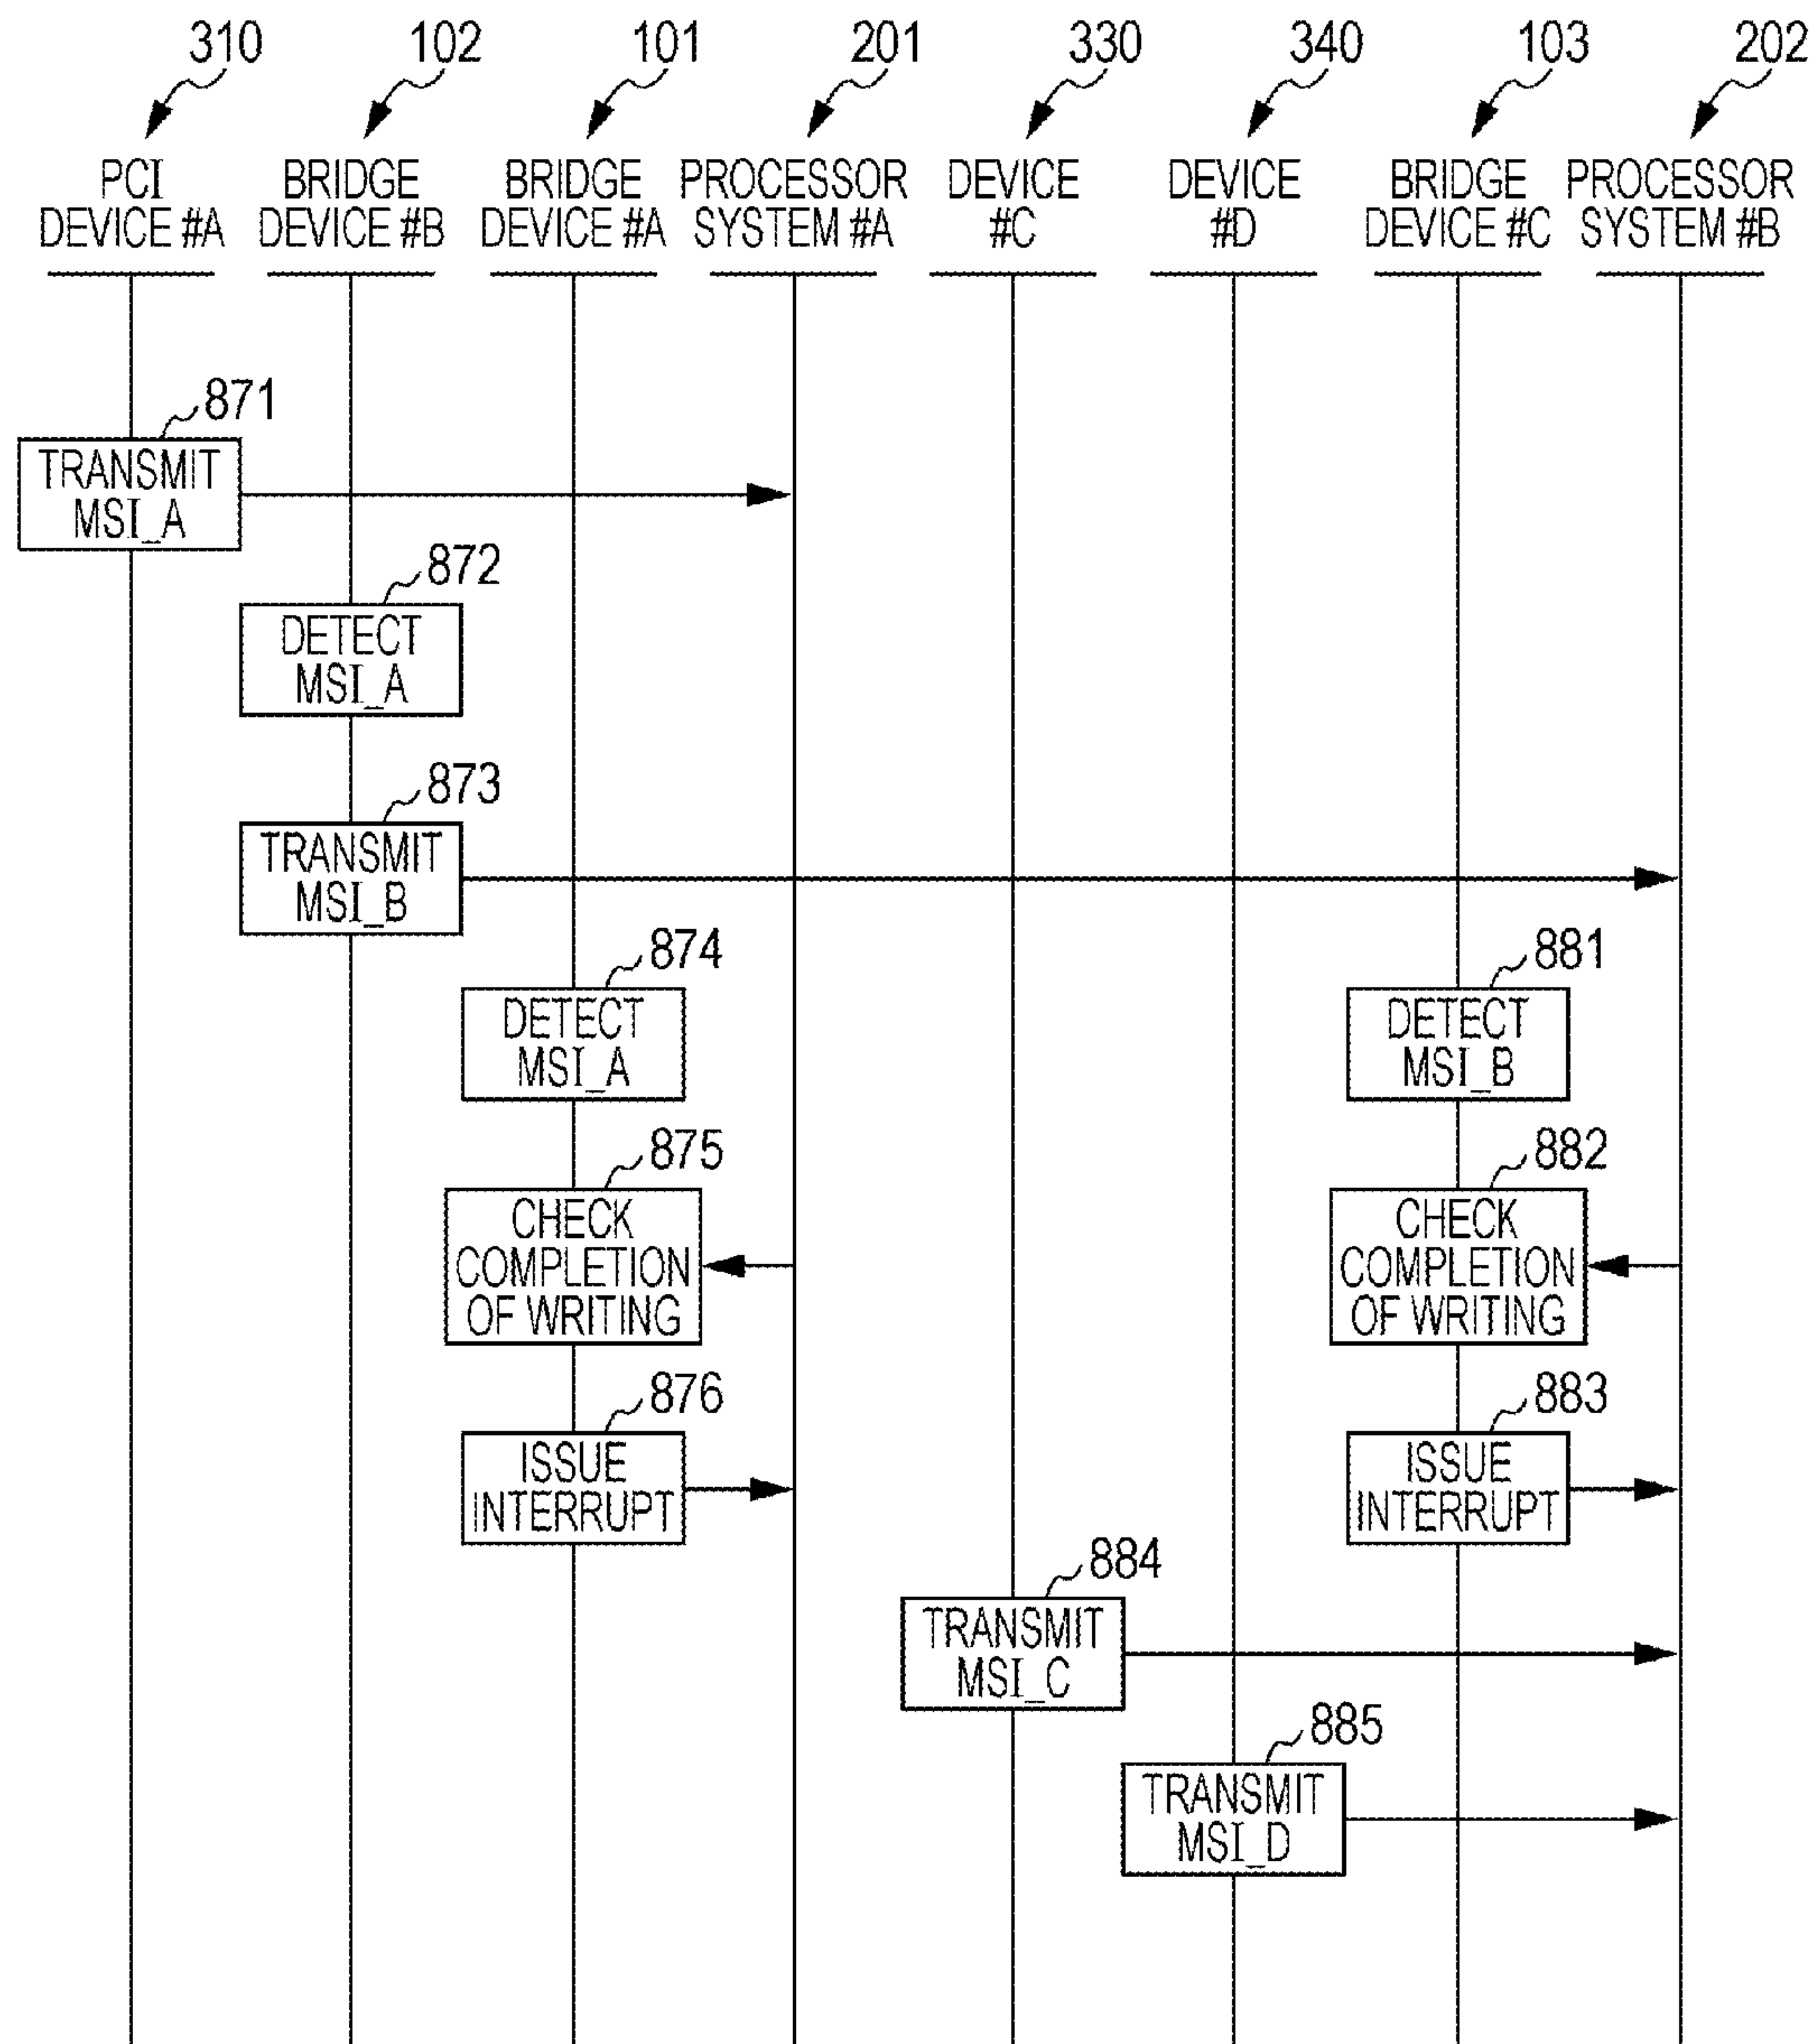 310
102
101
201
330
340
103
202
PCI
DEVICE #A
BRIDGE
DEVICE #B
BRIDGE
DEVICE #A
PROCESSOR
SYSTEM #A
DEVICE
#C
DEVICE
#D
BRIDGE
DEVICE #C
PROCESSOR
SYSTEM #B
871
TRANSMIT
MSI_A
872
DETECT
MSI_A
873
TRANSMIT
MSI_B
874
DETECT
MSI_A
881
DETECT
MSI_B
875
CHECK
COMPLETION
OF WRITING
882
CHECK
COMPLETION
OF WRITING
876
ISSUE
INTERRUPT
883
ISSUE
INTERRUPT
884
TRANSMIT
MSI_C
885
TRANSMIT
MSI_D